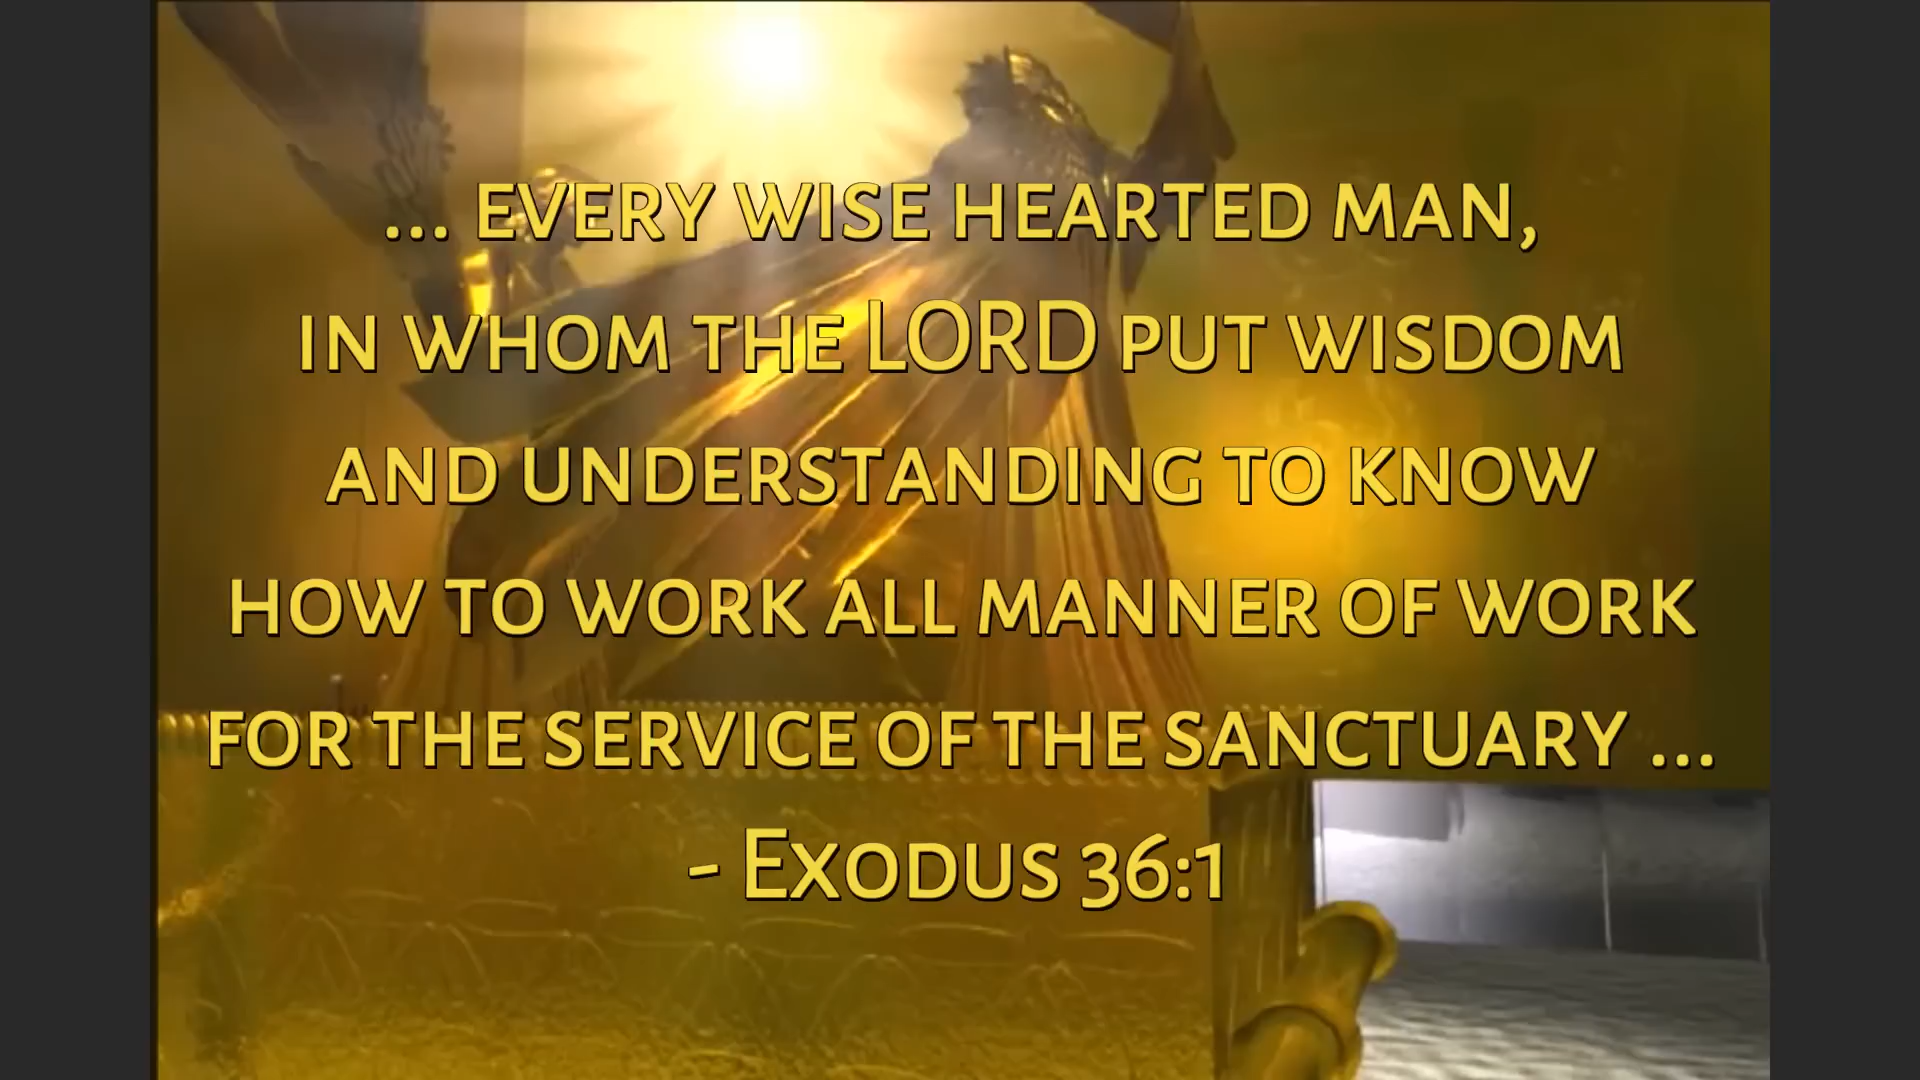 ... EVERY WISE HEARTED MAN,
IN WHOM THE LORD PUT WISDOM
AND UNDERSTANDING TO KNOW
HOW TO WORK ALL MANNER OF WORK
FOR THE SERVICE OF THE SANCTUARY ...
- EXODUS 36:1